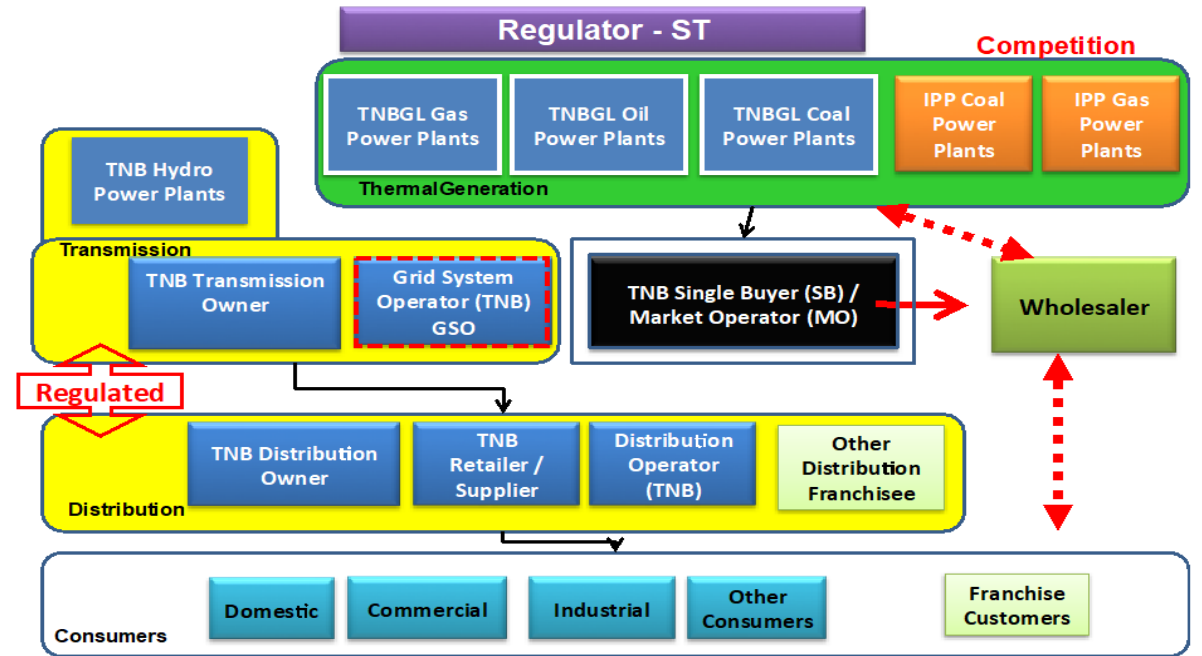 Regulator - ST
Competition
TNBGL Gas
Power Plants
TNBGL Oil
Power Plants
TNBGL Coal
Power Plants
IPP Coal
Power
Plants
IPP Gas
Power
Plants
ThermalGeneration
TNB Hydro
Power Plants
Transmission
TNB Transmission
Owner
Grid System
Operator (TNB)
GSO
TNB Single Buyer (SB) /
Market Operator (MO)
Wholesaler
Regulated
TNB Distribution
Owner
TNB
Retailer /
Supplier
Distribution
Operator
(TNB)
Other
Distribution
Franchisee
Distribution
Domestic
Commercial
Industrial
Other
Consumers
Franchise
Customers
Consumers